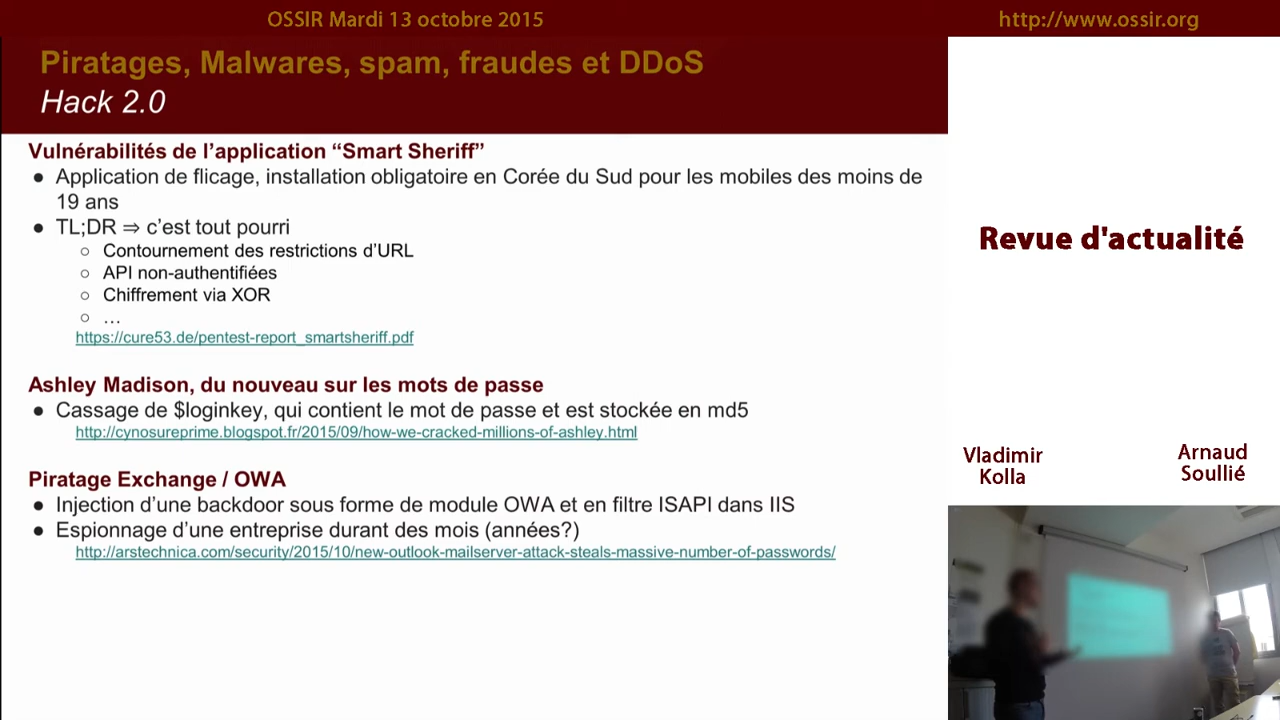 OSSIR Mardi 13 octobre 2015
http://www.ossir.org
Piratages, Malwares, spam, fraudes et DDoS
Hack 2.0
Vulnérabilités de l’application “Smart Sheriff”
● Application de flicage, installation obligatoire en Corée du Sud pour les mobiles des moins de
19 ans
● TL;DR ⇒ c’est tout pourri
○ Contournement des restrictions d’URL
○ API non-authentifiées
○ Chiffrement via XOR
○ …
https://cure53.de/pentest-report_smartsheriff.pdf
Ashley Madison, du nouveau sur les mots de passe
● Cassage de $loginkey, qui contient le mot de passe et est stockée en md5
http://cynosureprime.blogspot.fr/2015/09/how-we-cracked-millions-of-ashley.html
Piratage Exchange / OWA
● Injection d’une backdoor sous forme de module OWA et en filtre ISAPI dans IIS
● Espionnage d’une entreprise durant des mois (années?)
http://arstechnica.com/security/2015/10/new-outlook-mailserver-attack-steals-massive-number-of-passwords/
Revue d'actualité
Vladimir
Kolla
Arnaud
Soullié